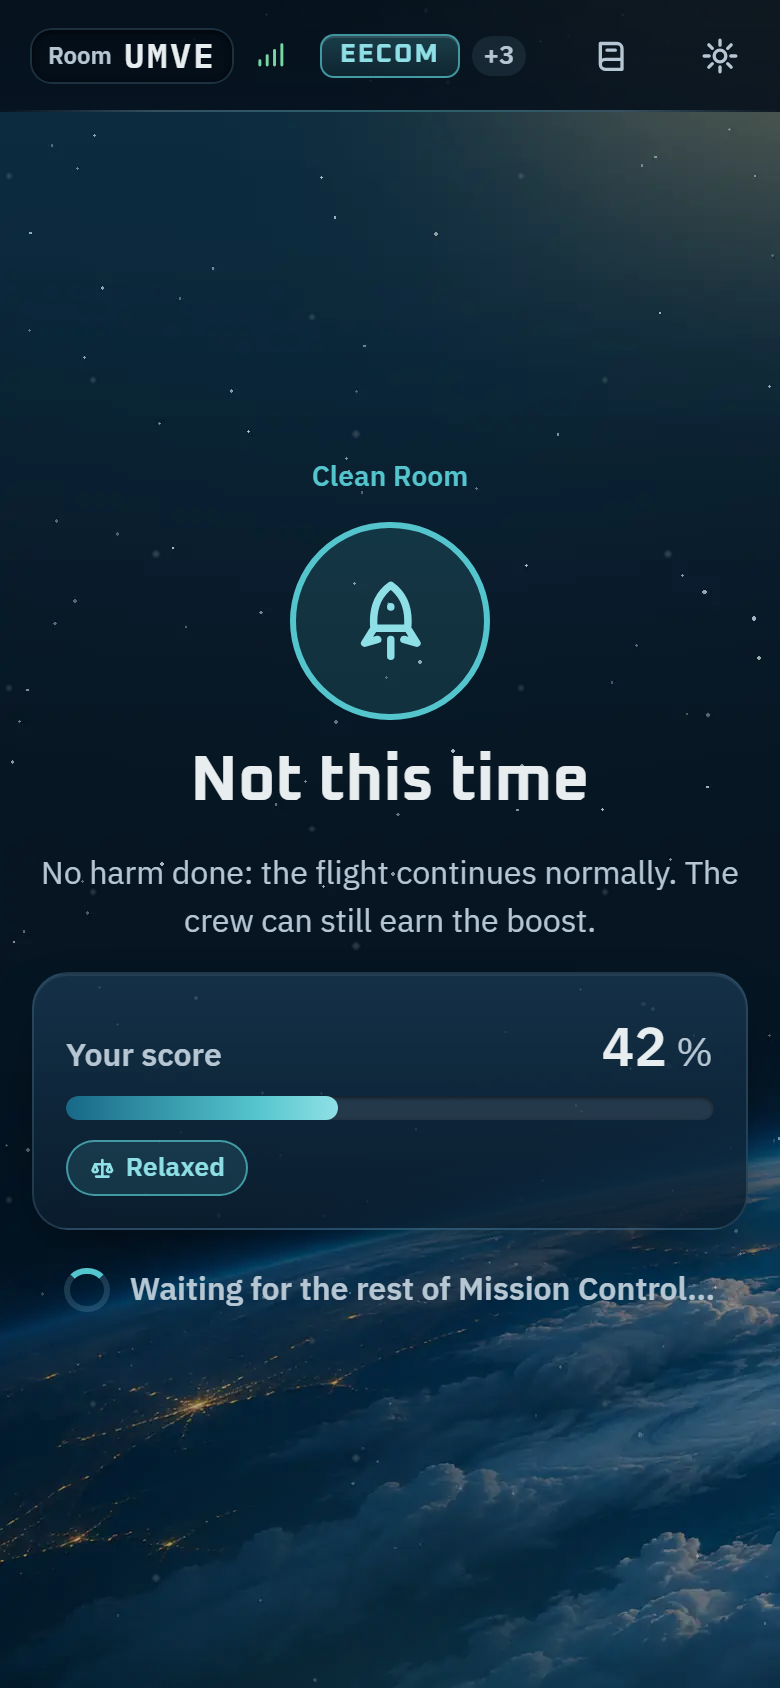 Room UMVE EECOM +3
Clean Room
Not this time
No harm done: the flight continues normally. The
crew can still earn the boost.
Your score 42 %
Relaxed
Waiting for the rest of Mission Control...